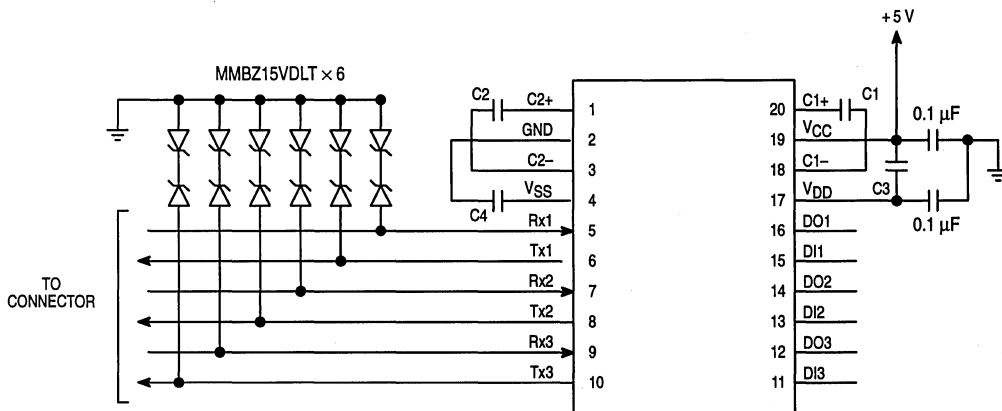 +5 V
MMBZ15VDLT × 6
C2
C2+
1
20
C1+
C1
0.1 µF
GND
2
19
VCC
C2–
3
18
C1–
C4
VSS
4
17
VDD
C3
0.1 µF
Rx1
5
16
DO1
Tx1
6
15
DI1
TO
CONNECTOR
Rx2
7
14
DO2
Tx2
8
13
DI2
Rx3
9
12
DO3
Tx3
10
11
DI3